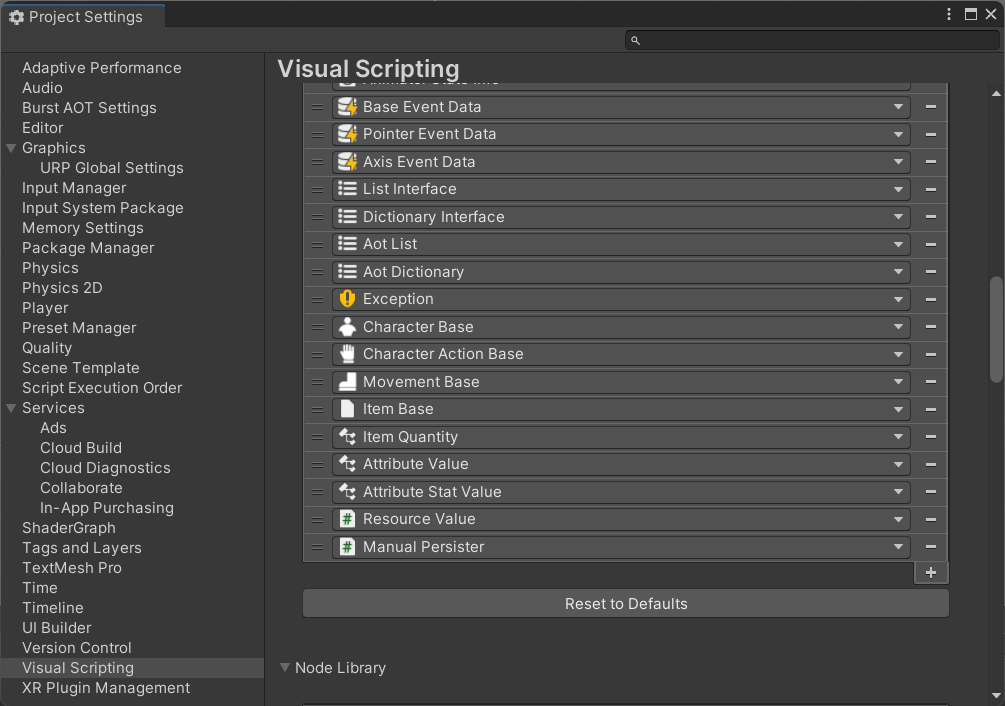 Project Settings
Adaptive Performance
Audio
Burst AOT Settings
Editor
Graphics
URP Global Settings
Input Manager
Input System Package
Memory Settings
Package Manager
Physics
Physics 2D
Player
Preset Manager
Quality
Scene Template
Script Execution Order
Services
Ads
Cloud Build
Cloud Diagnostics
Collaborate
In-App Purchasing
ShaderGraph
Tags and Layers
TextMesh Pro
Time
Timeline
UI Builder
Version Control
Visual Scripting
XR Plugin Management
Visual Scripting
Animator State Info
Base Event Data
Pointer Event Data
Axis Event Data
List Interface
Dictionary Interface
Aot List
Aot Dictionary
Exception
Character Base
Character Action Base
Movement Base
Item Base
Item Quantity
Attribute Value
Attribute Stat Value
Resource Value
Manual Persister
Reset to Defaults
Node Library